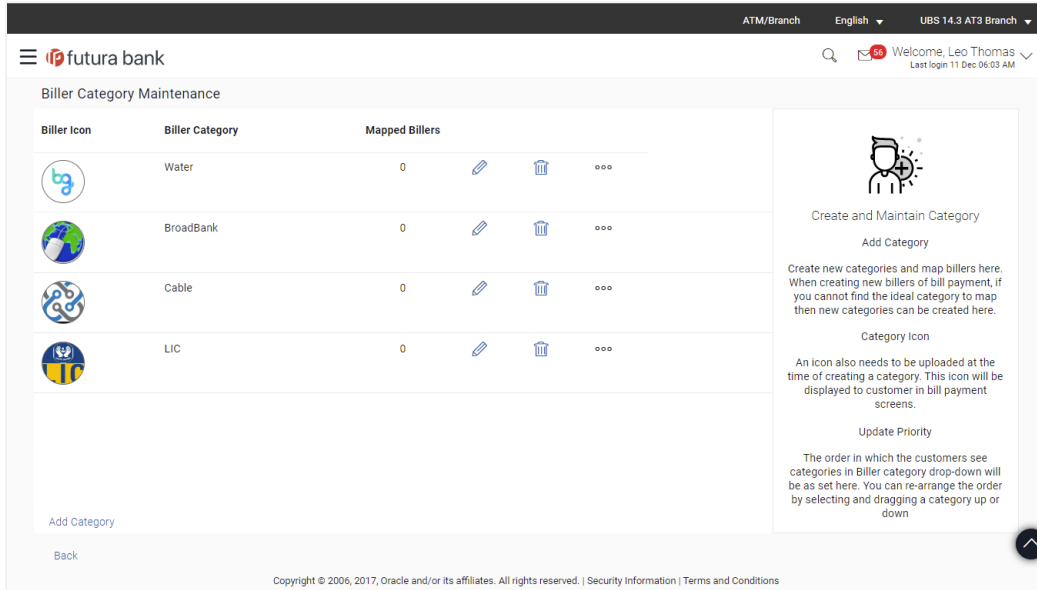 ATM/Branch English UBS 14.3 AT3 Branch
futura bank
56 Welcome, Leo Thomas
Last login 11 Dec 06:03 AM
Biller Category Maintenance
Biller Icon Biller Category Mapped Billers
bg Water 0
BroadBank 0
Cable 0
LIC LIC 0
Add Category
Back
Create and Maintain Category
Add Category
Create new categories and map billers here.
When creating new billers of bill payment, if
you cannot find the ideal category to map
then new categories can be created here.
Category Icon
An icon also needs to be uploaded at the
time of creating a category. This icon will be
displayed to customer in bill payment
screens.
Update Priority
The order in which the customers see
categories in Biller category drop-down will
be as set here. You can re-arrange the order
by selecting and dragging a category up or
down
Copyright © 2006, 2017, Oracle and/or its affiliates. All rights reserved. | Security Information | Terms and Conditions